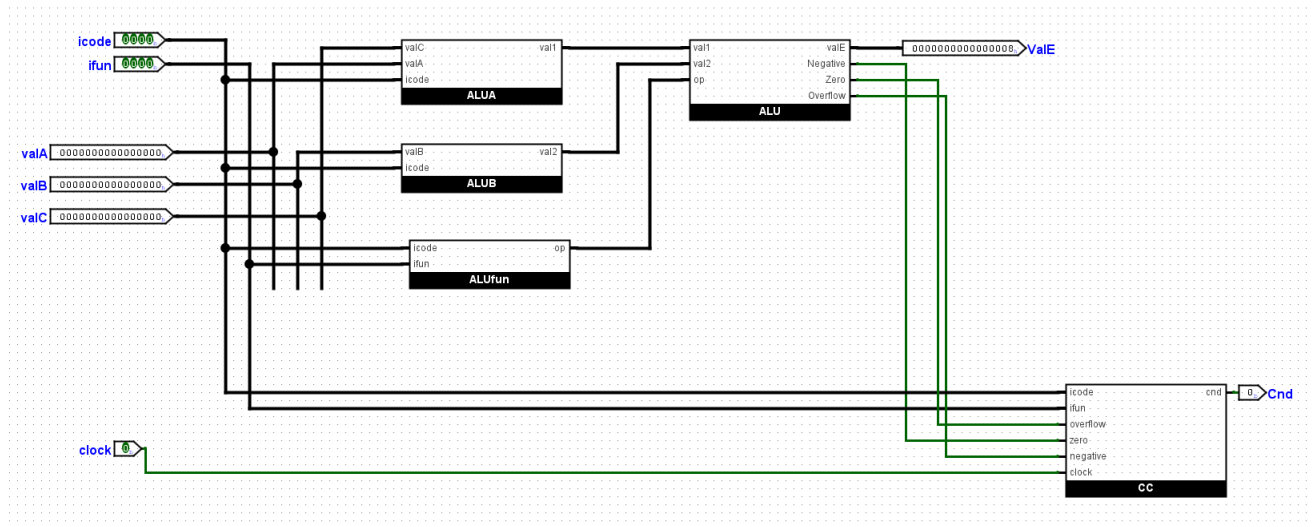 icode 0000
ifun 0000
valA 0000000000000000
valB 0000000000000000
valC 0000000000000000
clock 0
valC val1
valA
icode
ALUA
valB val2
icode
ALUB
icode op
ifun
ALUfun
val1 valE
val2 Negative
op Zero
Overflow
ALU
0000000000000008 ValE
icode cnd
ifun
overflow
zero
negative
clock
CC
0 Cnd